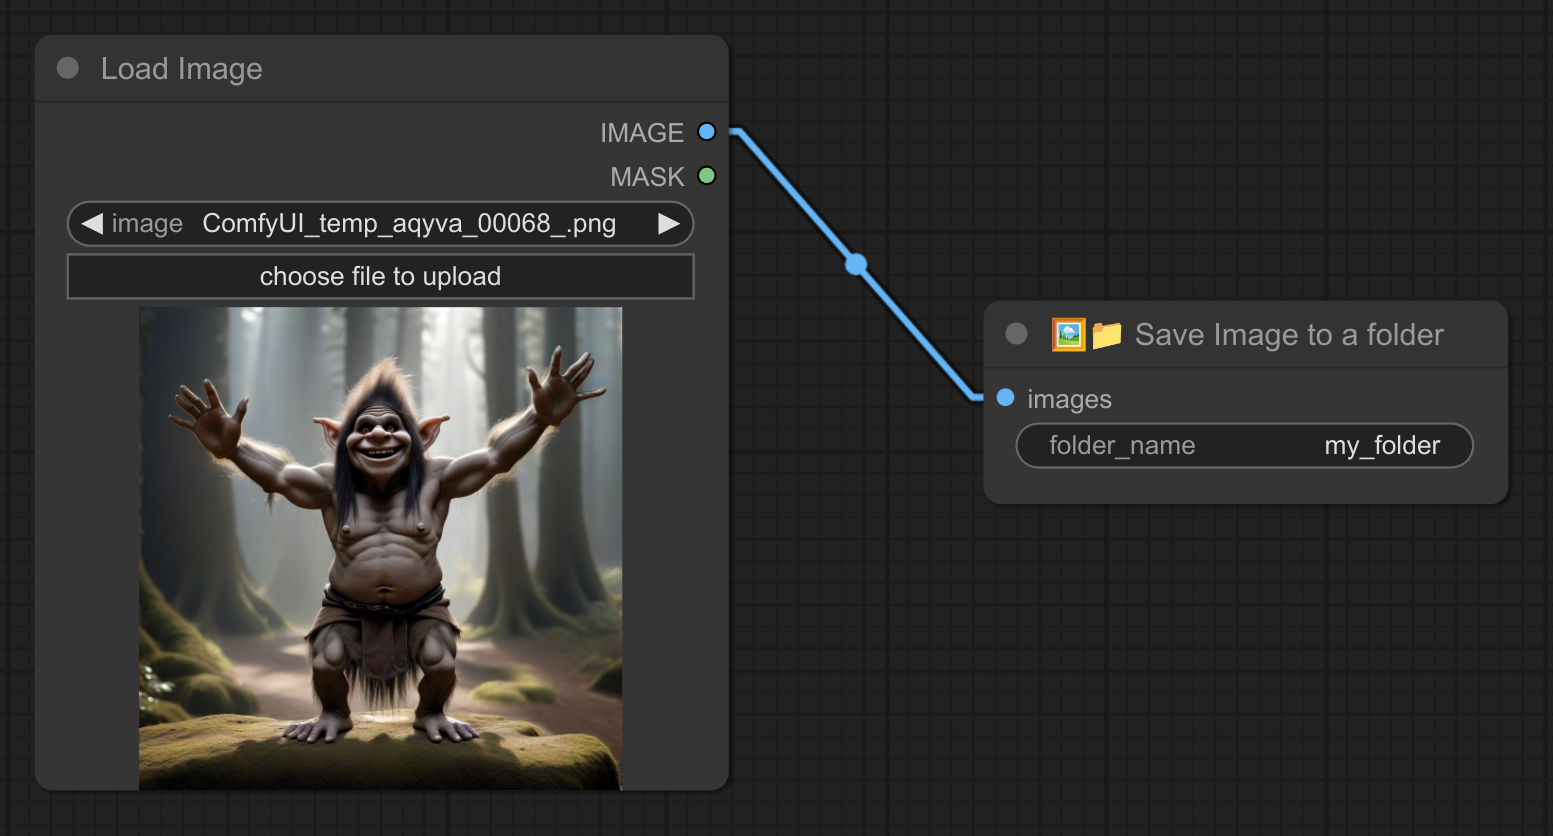 Load Image
IMAGE
MASK
image ComfyUI_temp_aqyva_00068_.png
choose file to upload
Save Image to a folder
images
folder_name my_folder